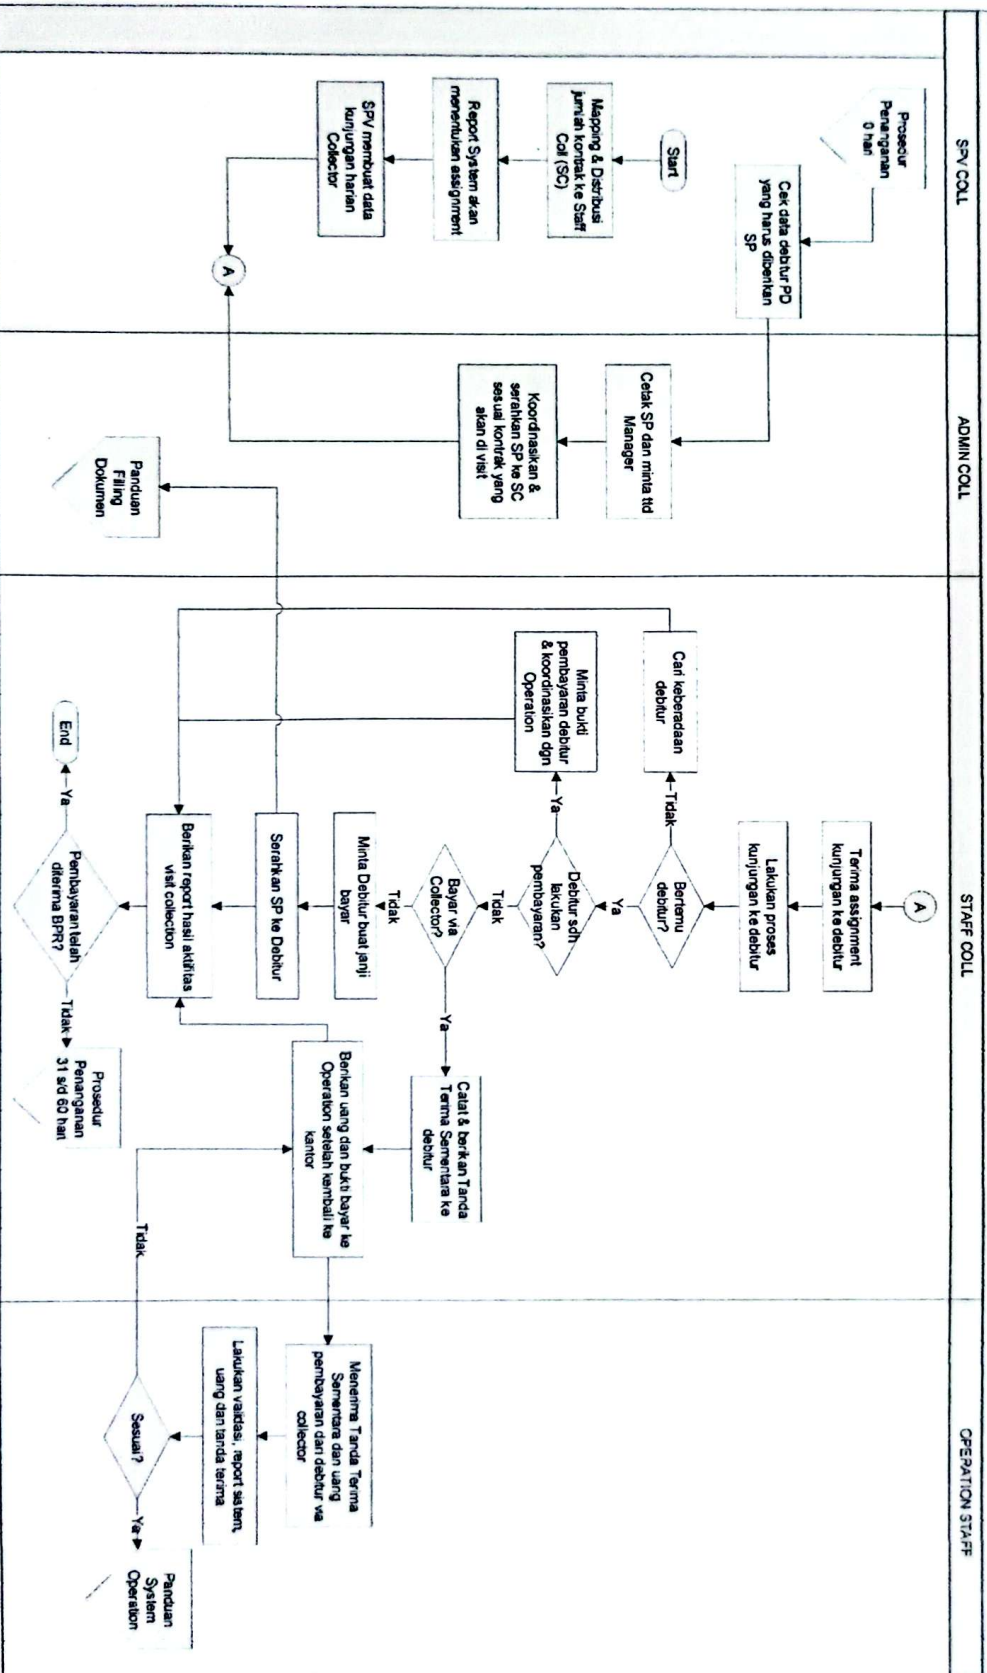 SPV COLL
ADMIN COLL
STAFF COLL
OPERATION STAFF
Prosedur
Penanganan
0 hari
Cek data debitur PD
yang harus diberikan
SP
Start
Mapping & Distribusi
jumlah kontrak ke Staff
Coll (SC)
Report System akan
menentukan assignment
SPV membuat data
kunjungan harian
Collector
A
Cetak SP dan minta ttd
Manager
Koordinasikan &
serahkan SP ke SC
sesuai kontrak yang
akan di visit
Panduan
Filling
Dokumen
A
Terima assignment
kunjungan ke debitur
Lakukan proses
kunjungan ke debitur
Bertemu
debitur?
Tidak
Cari keberadaan
debitur
Ya
Debitur sdh
lakukan
pembayaran?
Ya
Minta bukti
pembayaran debitur
& koordinasikan dgn
Operation
Tidak
Bayar via
Collector?
Ya
Catat & berikan Tanda
Terima Sementara ke
debitur
Tidak
Minta Debitur buat janji
bayar
Serahkan SP ke Debitur
Berikan uang dan bukti bayar ke
Operation setelah kembali ke
kantor
Berikan report hasil aktifitas
visit collection
Pembayaran telah
diterima BPR?
Ya
End
Tidak
Prosedur
Penanganan
31 s/d 60 hari
Menerima Tanda Terima
Sementara dan uang
pembayaran dari debitur via
collector
Lakukan validasi, report sistem,
uang dan tanda terima
Sesuai?
Tidak
Ya
Panduan
System
Operation